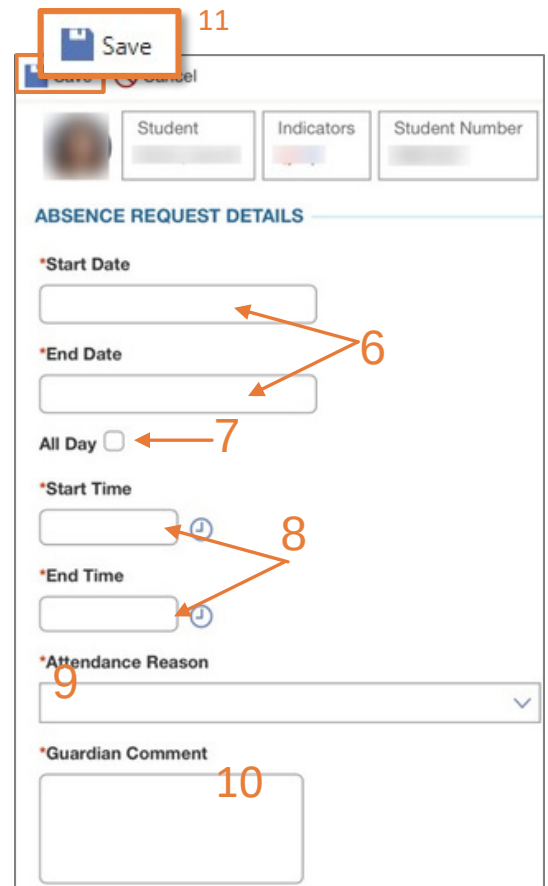 11
Save
Save Cancel
Student Indicators Student Number
ABSENCE REQUEST DETAILS
*Start Date
6
*End Date
All Day 7
*Start Time
8
*End Time
*Attendance Reason
9
*Guardian Comment
10